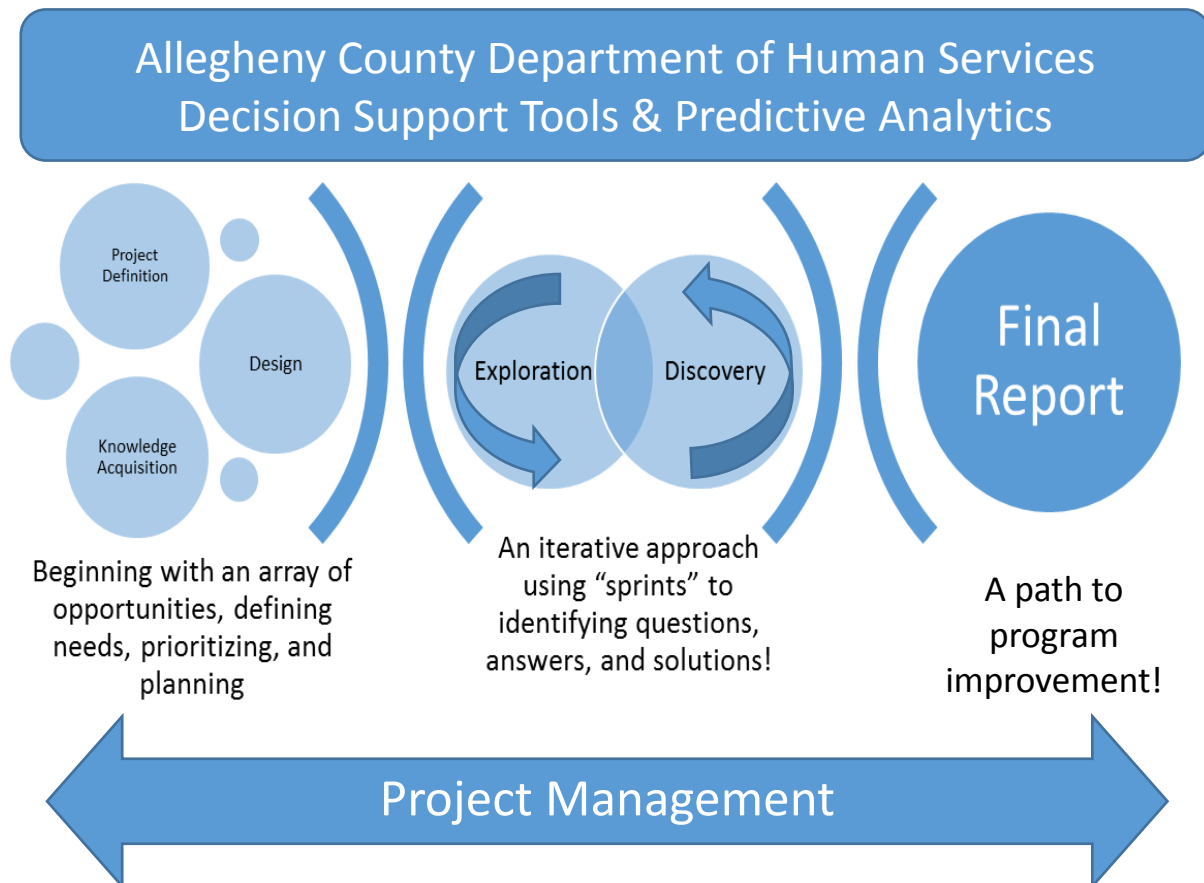 Allegheny County Department of Human Services
Decision Support Tools & Predictive Analytics
Project
Definition
Design
Knowledge
Acquisition
Beginning with an array of
opportunities, defining
needs, prioritizing, and
planning
Exploration
Discovery
An iterative approach
using “sprints” to
identifying questions,
answers, and solutions!
Final
Report
A path to
program
improvement!
Project Management